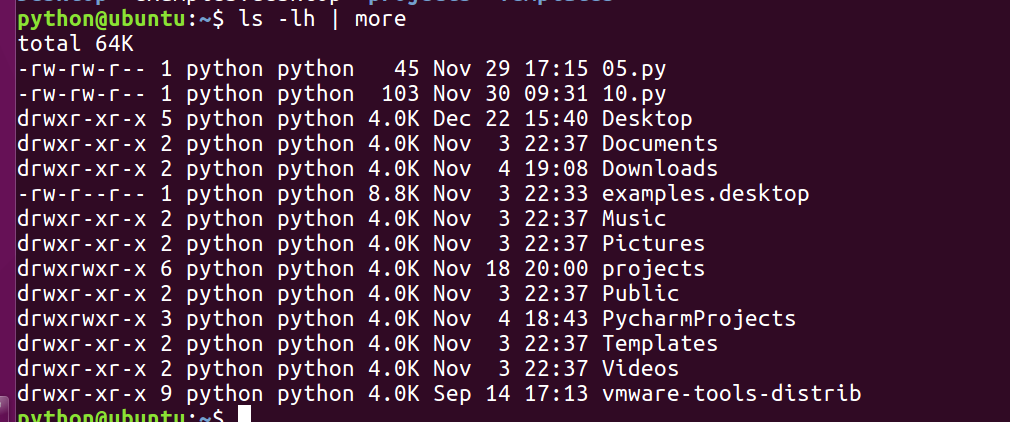 python@ubuntu:~$ ls -lh | more
total 64K
-rw-rw-r-- 1 python python   45 Nov 29 17:15 05.py
-rw-rw-r-- 1 python python  103 Nov 30 09:31 10.py
drwxr-xr-x 5 python python 4.0K Dec 22 15:40 Desktop
drwxr-xr-x 2 python python 4.0K Nov  3 22:37 Documents
drwxr-xr-x 2 python python 4.0K Nov  4 19:08 Downloads
-rw-r--r-- 1 python python 8.8K Nov  3 22:33 examples.desktop
drwxr-xr-x 2 python python 4.0K Nov  3 22:37 Music
drwxr-xr-x 2 python python 4.0K Nov  3 22:37 Pictures
drwxrwxr-x 6 python python 4.0K Nov 18 20:00 projects
drwxr-xr-x 2 python python 4.0K Nov  3 22:37 Public
drwxrwxr-x 3 python python 4.0K Nov  4 18:43 PycharmProjects
drwxr-xr-x 2 python python 4.0K Nov  3 22:37 Templates
drwxr-xr-x 2 python python 4.0K Nov  3 22:37 Videos
drwxr-xr-x 9 python python 4.0K Sep 14 17:13 vmware-tools-distrib
python@ubuntu:~$